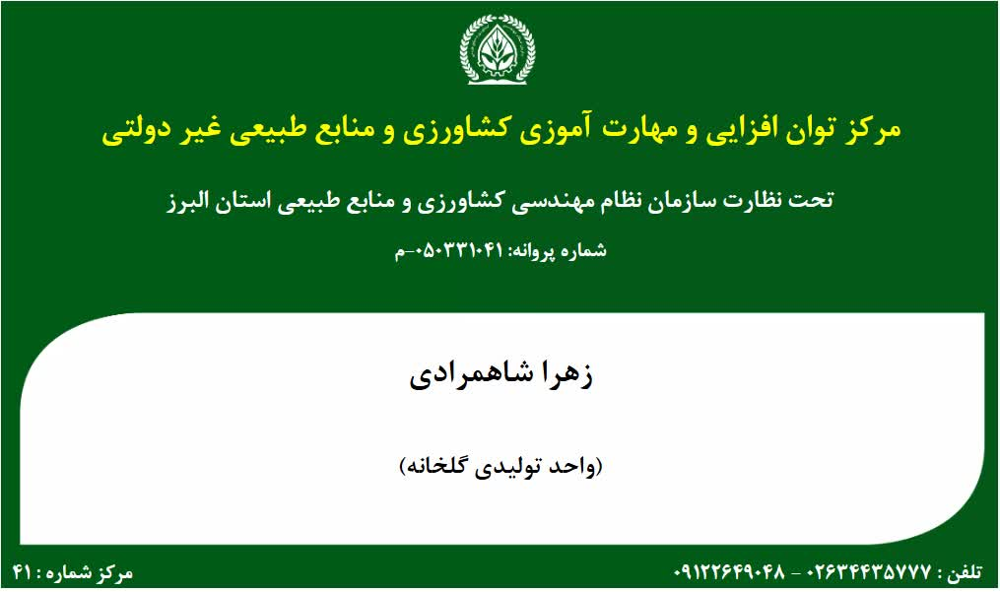 مرکز توان افزایی و مهارت آموزی کشاورزی و منابع طبیعی غیر دولتی
تحت نظارت سازمان نظام مهندسی کشاورزی و منابع طبیعی استان البرز
شماره پروانه: ۰۵۰۳۳۱۰۴۱-م
زهرا شاهمرادی
(واحد تولیدی گلخانه)
تلفن : ۰۲۶۳۴۴۳۵۷۷۷ - ۰۹۱۲۲۶۴۹۰۴۸
مرکز شماره : ۴۱